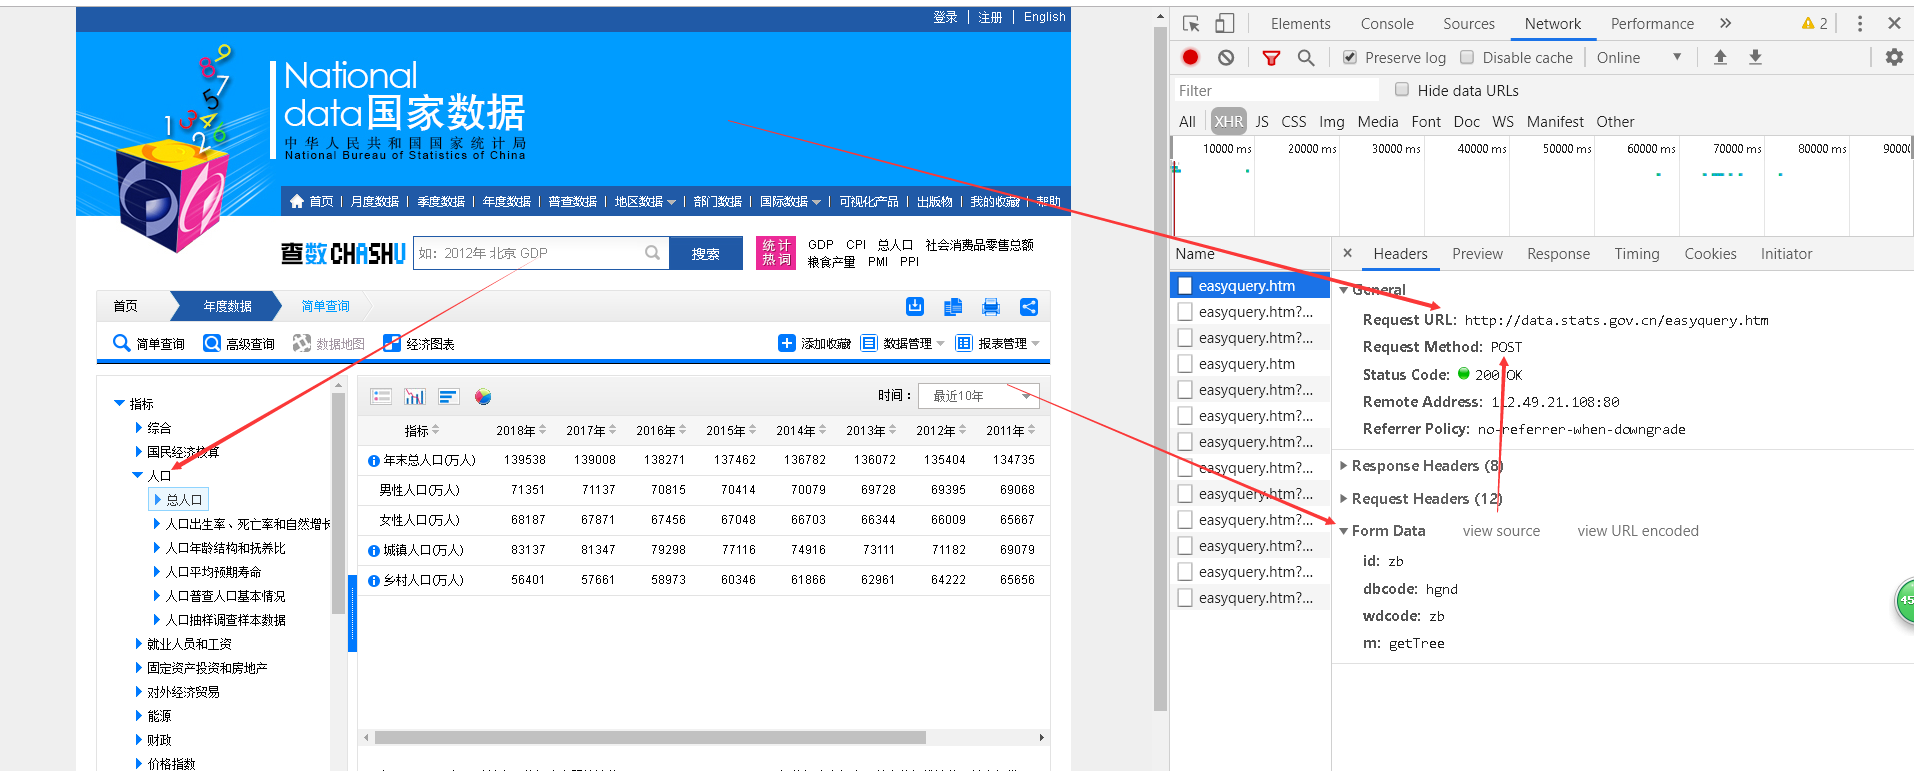 登录 | 注册 | English
National
data国家数据
中华人民共和国国家统计局
National Bureau of Statistics of China
9
8
7
5
1 3 4 6
2
首页 | 月度数据 | 季度数据 | 年度数据 | 普查数据 | 地区数据 | 部门数据 | 国际数据 | 可视化产品 | 出版物 | 我的收藏 | 帮助
查数CHASHU
如：2012年 北京 GDP
搜索
统计
热词
GDP CPI 总人口 社会消费品零售总额
粮食产量 PMI PPI
首页 年度数据 简单查询
简单查询 高级查询 数据地图 经济图表 添加收藏 数据管理 报表管理
指标
综合
国民经济核算
人口
总人口
人口出生率、死亡率和自然增长
人口年龄结构和抚养比
人口平均预期寿命
人口普查人口基本情况
人口抽样调查样本数据
就业人员和工资
固定资产投资和房地产
对外经济贸易
能源
财政
价格指数
时间： 最近10年
指标 2018年 2017年 2016年 2015年 2014年 2013年 2012年 2011年
年末总人口(万人) 139538 139008 138271 137462 136782 136072 135404 134735
男性人口(万人) 71351 71137 70815 70414 70079 69728 69395 69068
女性人口(万人) 68187 67871 67456 67048 66703 66344 66009 65667
城镇人口(万人) 83137 81347 79298 77116 74916 73111 71182 69079
乡村人口(万人) 56401 57661 58973 60346 61866 62961 64222 65656
Elements Console Sources Network Performance » 2
Preserve log Disable cache Online
Filter Hide data URLs
All XHR JS CSS Img Media Font Doc WS Manifest Other
10000 ms 20000 ms 30000 ms 40000 ms 50000 ms 60000 ms 70000 ms 80000 ms 9000
Name
easyquery.htm
easyquery.htm?...
easyquery.htm?...
easyquery.htm
easyquery.htm?...
easyquery.htm?...
easyquery.htm?...
easyquery.htm?...
easyquery.htm?...
easyquery.htm?...
easyquery.htm?...
easyquery.htm?...
easyquery.htm?...
× Headers Preview Response Timing Cookies Initiator
General
Request URL: http://data.stats.gov.cn/easyquery.htm
Request Method: POST
Status Code: 200 OK
Remote Address: 112.49.21.108:80
Referrer Policy: no-referrer-when-downgrade
Response Headers (8)
Request Headers (12)
Form Data view source view URL encoded
id: zb
dbcode: hgnd
wdcode: zb
m: getTree
45